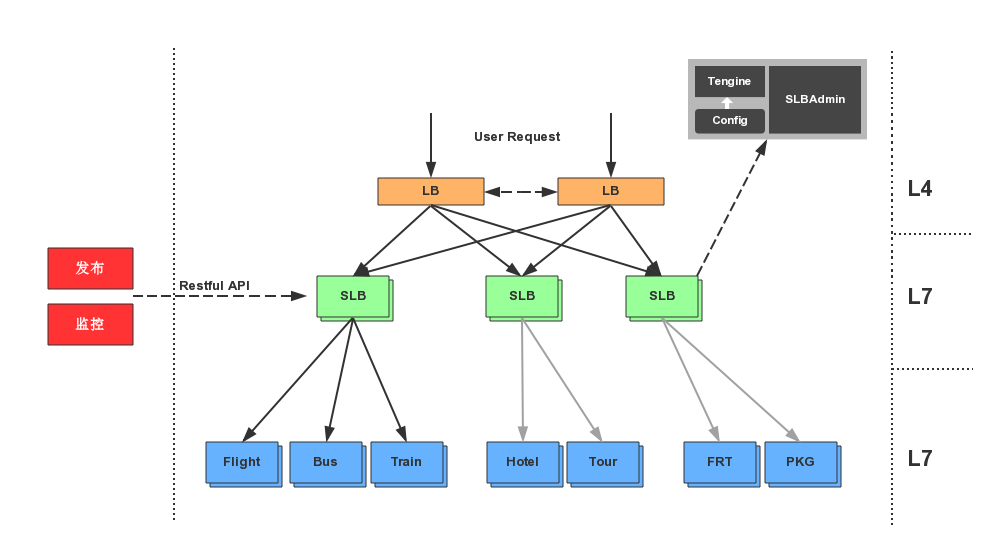 Tengine
SLBAdmin
Config
User Request
LB
LB
L4
发布
监控
Restful API
SLB
SLB
SLB
L7
Flight
Bus
Train
Hotel
Tour
FRT
PKG
L7